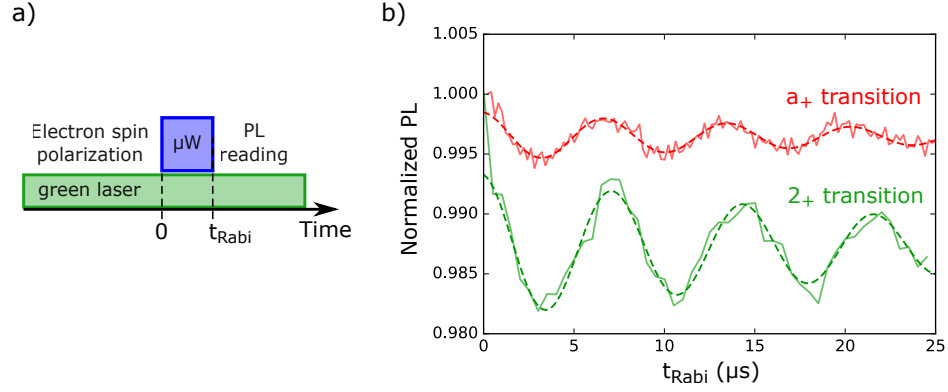 a)
Electron spin
polarization
µW
PL
reading
green laser
0
tRabi
Time
b)
1.005
1.000
0.995
0.990
0.985
0.980
Normalized PL
a+ transition
2+ transition
0
5
10
15
20
25
tRabi (µs)